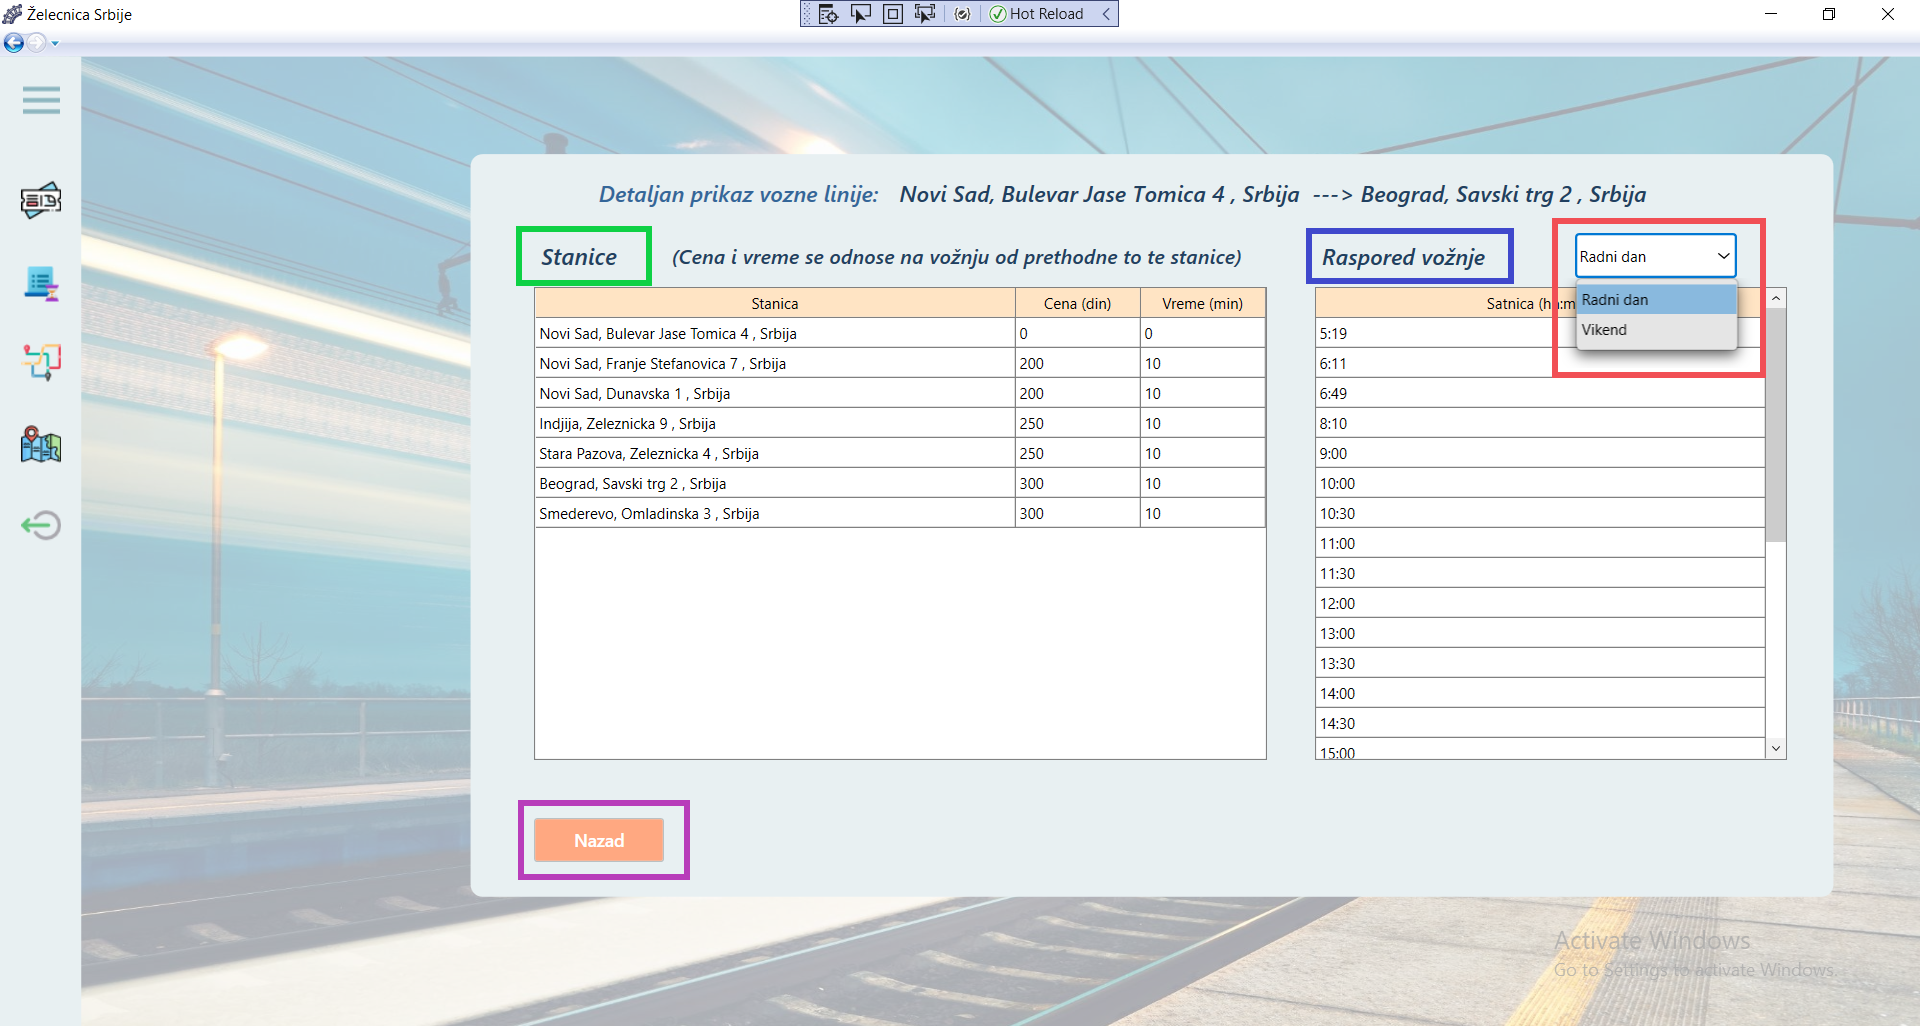 Želecnica Srbije
Hot Reload
Detaljan prikaz vozne linije: Novi Sad, Bulevar Jase Tomica 4 , Srbija ---> Beograd, Savski trg 2 , Srbija
Stanice (Cena i vreme se odnose na vožnju od prethodne to te stanice)
Raspored vožnje
Radni dan
Radni dan
Vikend
Stanica Cena (din) Vreme (min)
Novi Sad, Bulevar Jase Tomica 4 , Srbija 0 0
Novi Sad, Franje Stefanovica 7 , Srbija 200 10
Novi Sad, Dunavska 1 , Srbija 200 10
Indjija, Zeleznicka 9 , Srbija 250 10
Stara Pazova, Zeleznicka 4 , Srbija 250 10
Beograd, Savski trg 2 , Srbija 300 10
Smederevo, Omladinska 3 , Srbija 300 10
Satnica
5:19
6:11
6:49
8:10
9:00
10:00
10:30
11:00
11:30
12:00
13:00
13:30
14:00
14:30
15:00
Nazad
Activate Windows
Go to Settings to activate Windows.